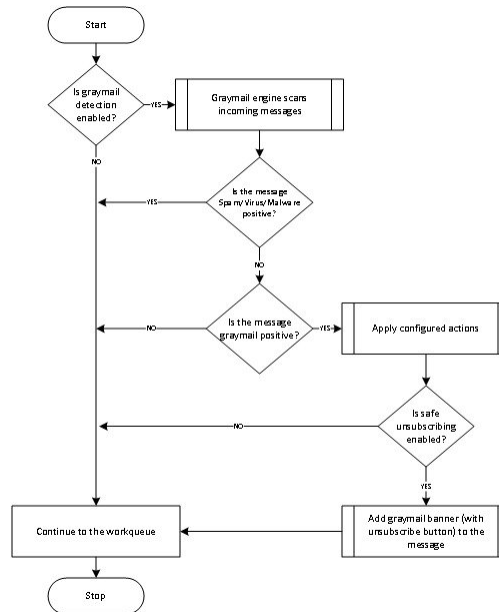 Start
Is graymail
detection
enabled?
YES
Graymail engine scans
incoming messages
NO
Is the message
Spam/Virus/Malware
positive?
YES
NO
Is the message
graymail positive?
NO
YES
Apply configured actions
Is safe
unsubscribing
enabled?
NO
YES
Continue to the workqueue
Add graymail banner (with
unsubscribe button) to the
message
Stop